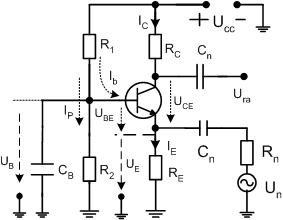 I_C
+ U_cc
R_1
R_C
C_n
I_b
U_ra
I_P
U_BE
U_CE
C_n
U_B
C_B
R_2
U_E
I_E
R_E
R_n
U_n